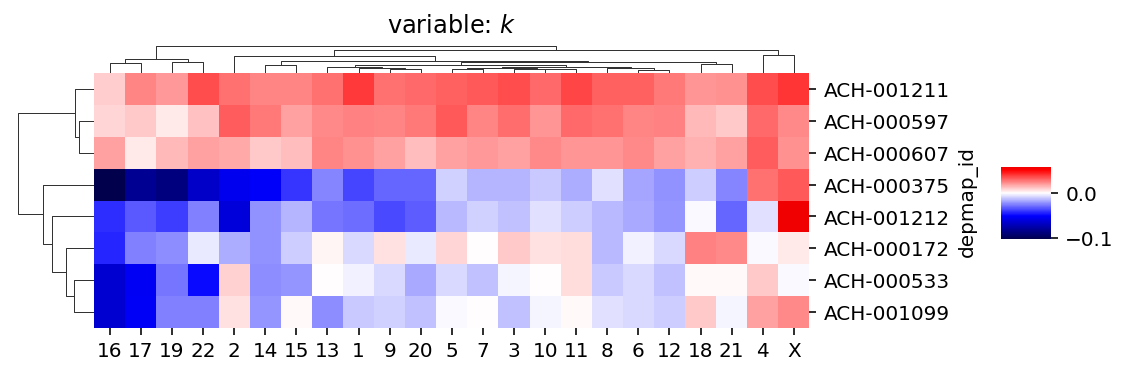 variable: k
ACH-001211
ACH-000597
ACH-000607
ACH-000375
ACH-001212
ACH-000172
ACH-000533
ACH-001099
depmap_id
0.0
−0.1
16 17 19 22 2 14 15 13 1 9 20 5 7 3 10 11 8 6 12 18 21 4 X